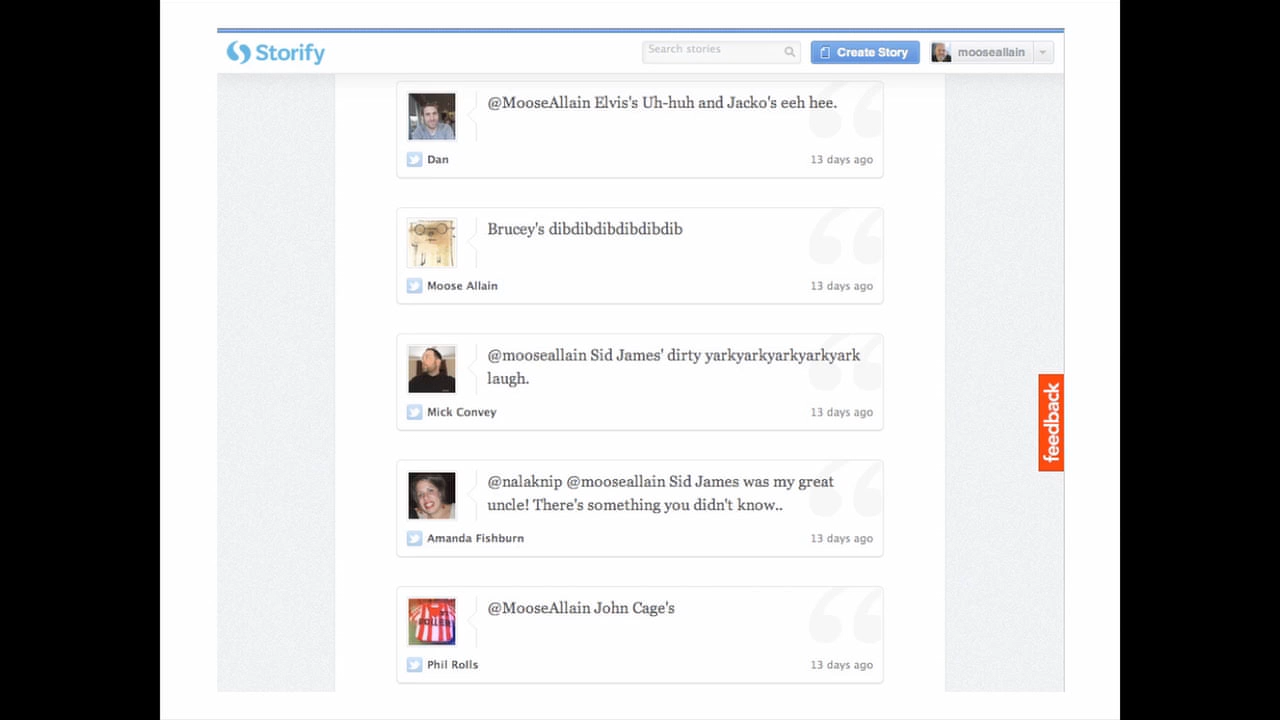 Storify
Search stories
Create Story
mooseallain
@MooseAllain Elvis's Uh-huh and Jacko's eeh hee.
Dan
13 days ago
Brucey's dibdibdibdibdibdib
Moose Allain
13 days ago
@mooseallain Sid James' dirty yarkyarkyarkyarkyark
laugh.
Mick Convey
13 days ago
feedback
@nalaknip @mooseallain Sid James was my great
uncle! There's something you didn't know..
Amanda Fishburn
13 days ago
@MooseAllain John Cage's
Phil Rolls
13 days ago